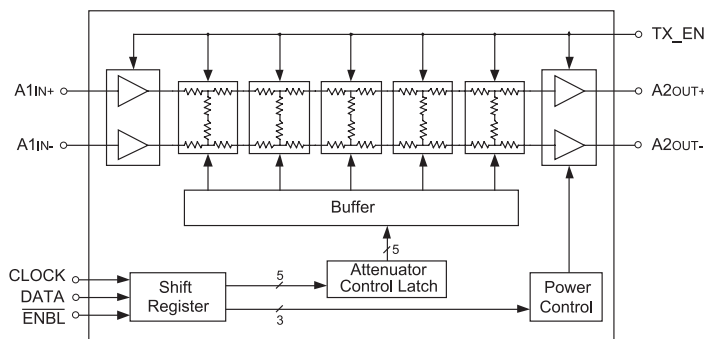 TX_EN
A1IN+
A2OUT+
A1IN-
A2OUT-
Buffer
5
CLOCK
DATA
ENBL
Shift
Register
5
3
Attenuator
Control Latch
Power
Control